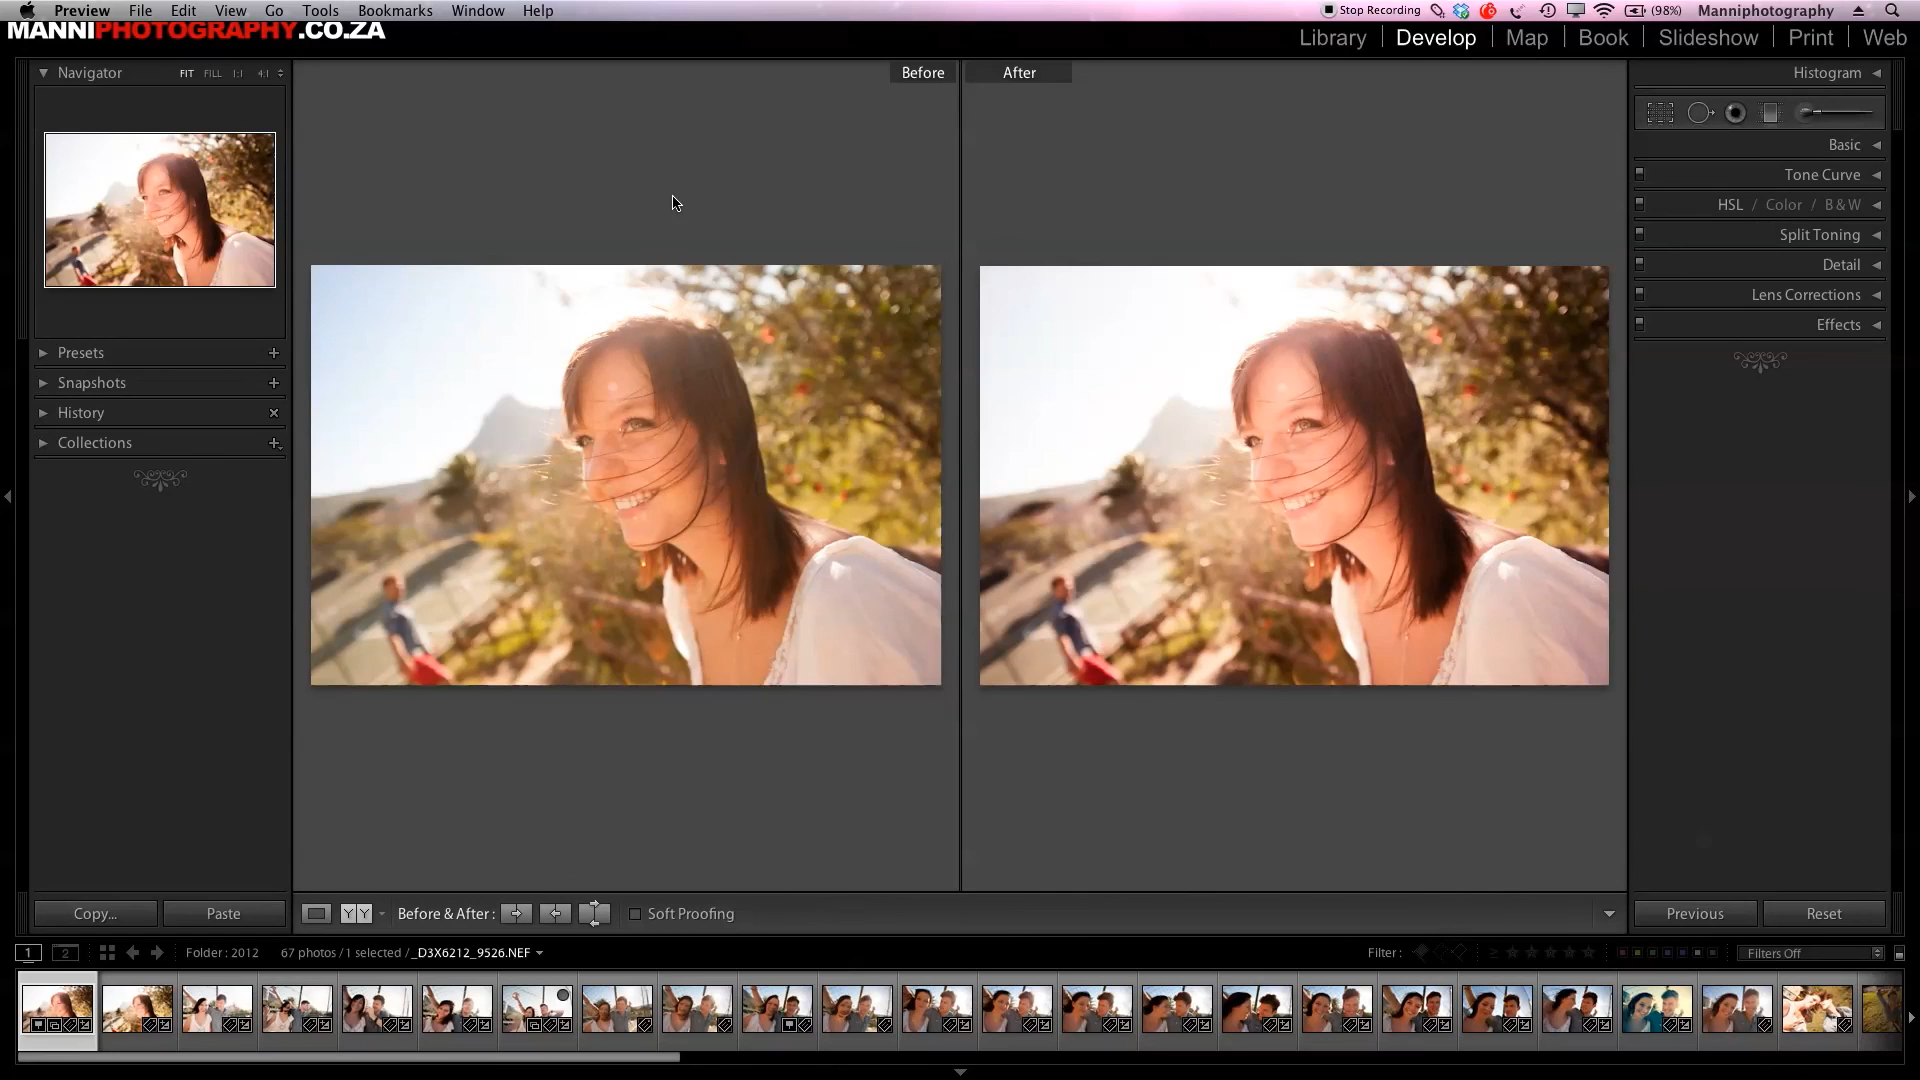 Preview File Edit View Go Tools Bookmarks Window Help Stop Recording (98%) Manniphotography
MANNIPHOTOGRAPHY.CO.ZA
Library Develop Map Book Slideshow Print Web
Navigator FIT FILL 1:1 4:1
Before After
Histogram
Basic
Tone Curve
HSL / Color / B & W
Split Toning
Detail
Lens Corrections
Effects
Presets
Snapshots
History
Collections
Copy... Paste
YY Before & After : Soft Proofing
Previous Reset
1 2 Folder : 2012 67 photos / 1 selected / _D3X6212_9526.NEF Filter : Filters Off